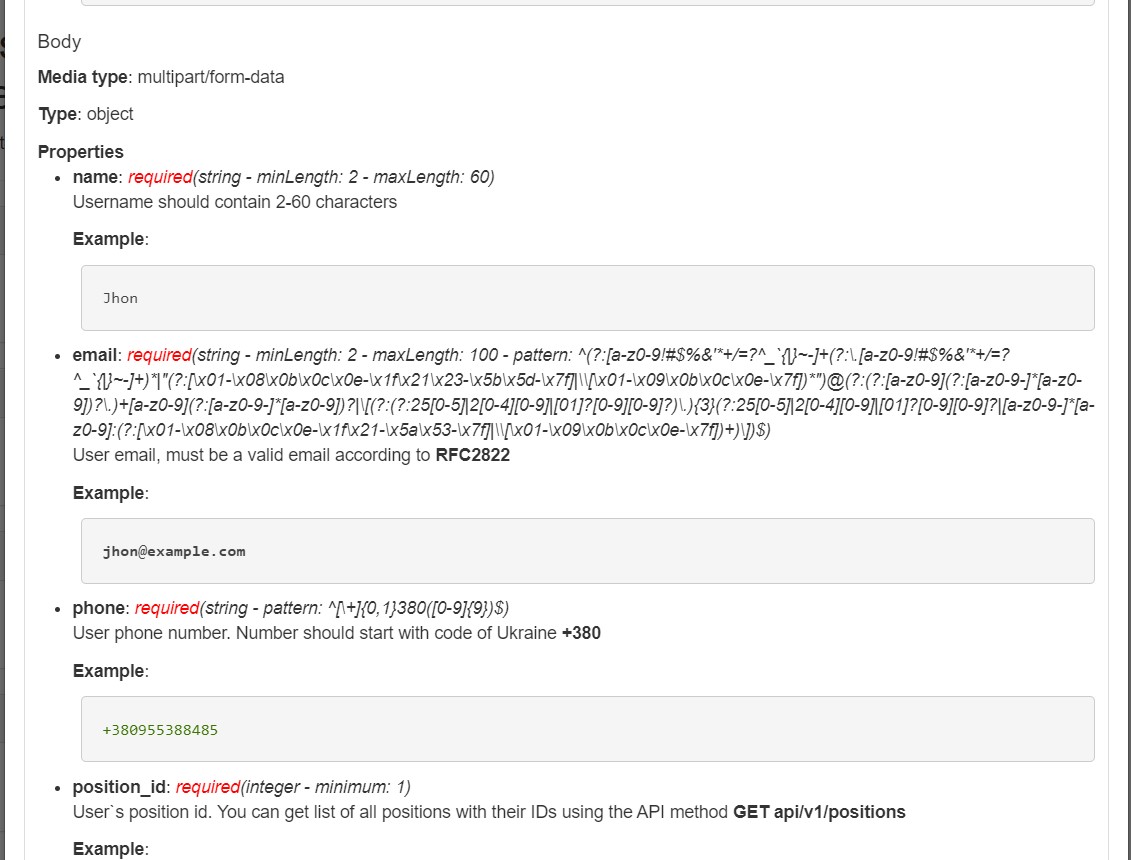 Body
Media type: multipart/form-data
Type: object
Properties
• name: required(string - minLength: 2 - maxLength: 60)
Username should contain 2-60 characters
Example:
Jhon
• email: required(string - minLength: 2 - maxLength: 100 - pattern: ^(?:[a-z0-9!#$%&'*+/=?^_`{|}~-]+(?:\.[a-z0-9!#$%&'*+/=?
^_`{|}~-]+)*|"(?:[\x01-\x08\x0b\x0c\x0e-\x1f\x21\x23-\x5b\x5d-\x7f]|\\[\x01-\x09\x0b\x0c\x0e-\x7f])*")@(?:(?:[a-z0-9](?:[a-z0-9-]*[a-z0-
9])?\.)+[a-z0-9](?:[a-z0-9-]*[a-z0-9])?|\[(?:(?:25[0-5]|2[0-4][0-9]|[01]?[0-9][0-9]?)\.){3}(?:25[0-5]|2[0-4][0-9]|[01]?[0-9][0-9]?|[a-z0-9-]*[a-
z0-9]:(?:[\x01-\x08\x0b\x0c\x0e-\x1f\x21-\x5a\x53-\x7f]|\\[\x01-\x09\x0b\x0c\x0e-\x7f])+)\])$)
User email, must be a valid email according to RFC2822
Example:
jhon@example.com
• phone: required(string - pattern: ^[\+]{0,1}380([0-9]{9})$)
User phone number. Number should start with code of Ukraine +380
Example:
+380955388485
• position_id: required(integer - minimum: 1)
User`s position id. You can get list of all positions with their IDs using the API method GET api/v1/positions
Example: